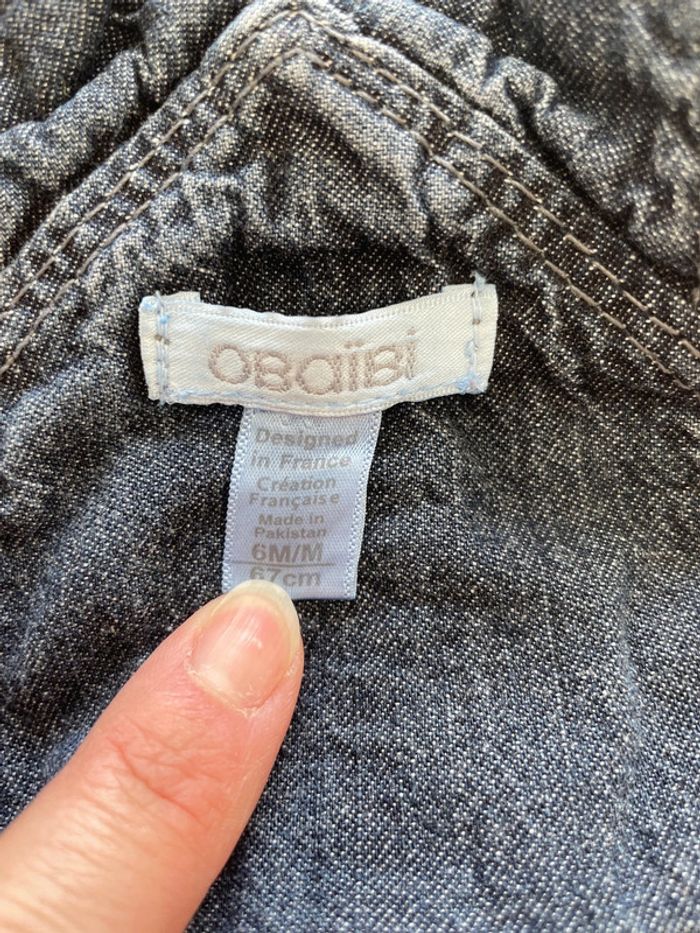 OBaïBi
Designed
in France
Création
Française
Made in
Pakistan
6M/M
67cm